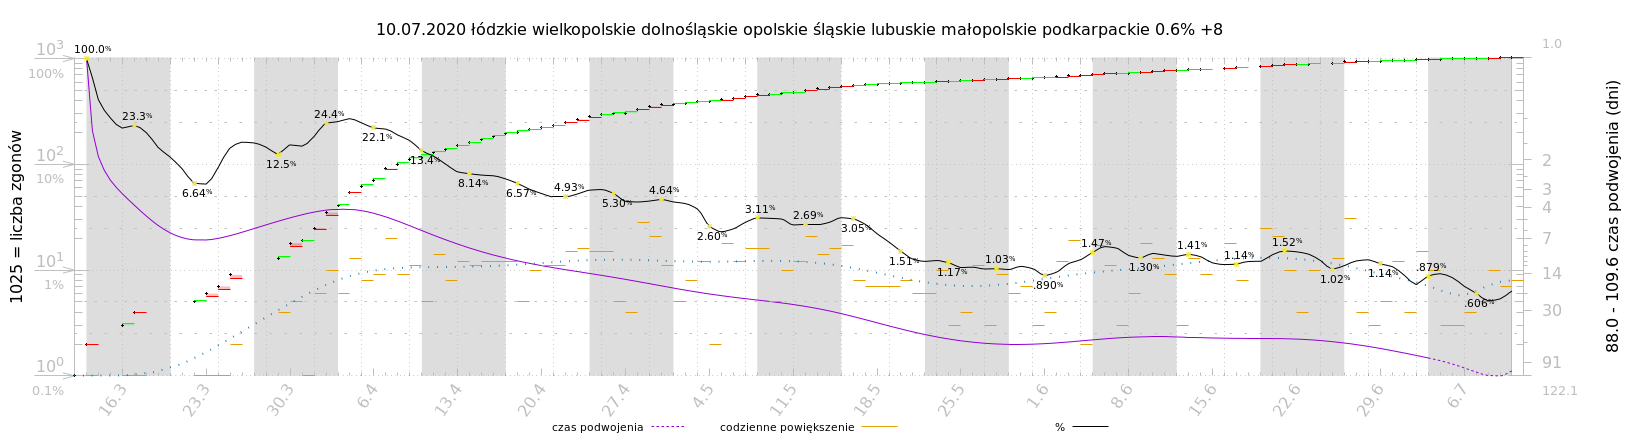 10.07.2020 łódzkie wielkopolskie dolnośląskie opolskie śląskie lubuskie małopolskie podkarpackie 0.6% +8
10³ 100.0% 1.0
100%
24.4%
23.3%
22.1%
10² 12.5% 13.4% 2
10% 8.14%
6.64% 6.57% 4.93% 4.64% 3
5.30% 3.11% 2.69% 4
2.60% 3.05% 7
1.47% 1.41% 1.52%
10¹ 1.51% 1.17% 1.03% 1.30% 1.14% 1.14% .879% 14
1% .890% 1.02%
.606% 30
10⁰ 91
0.1% 122.1
16.3 23.3 30.3 6.4 13.4 20.4 27.4 4.5 11.5 18.5 25.5 1.6 8.6 15.6 22.6 29.6 6.7
1025 = liczba zgonów
88.0 - 109.6 czas podwojenia (dni)
czas podwojenia codzienne powiększenie %